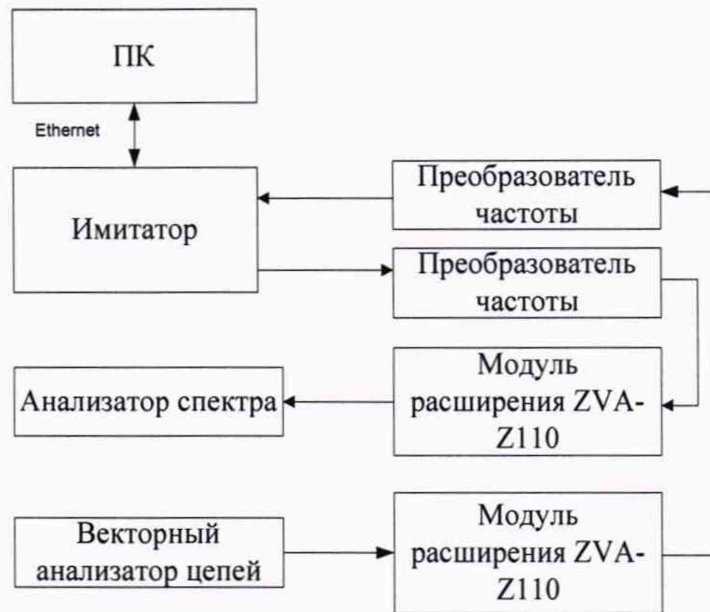 ПК
Ethernet
Имитатор
Преобразователь
частоты
Преобразователь
частоты
Модуль
расширения ZVA-
Z110
Анализатор спектра
Векторный
анализатор цепей
Модуль
расширения ZVA-
Z110